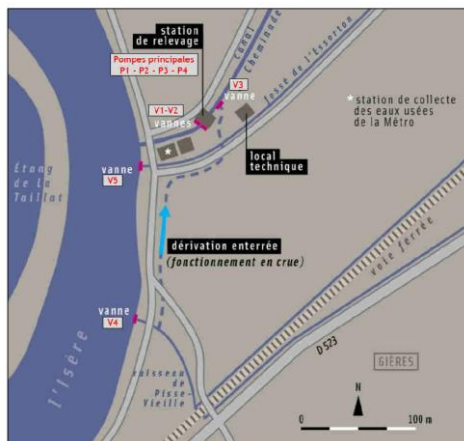 station
de relevage
Pompes principales
P1 - P2 - P3 - P4
Canal
Cheminade
V3
vanne
fossé de l'Essorton
V1-V2
vannes
★ station de collecte
des eaux usées
de la Métro
★
local
technique
Étang
de la
Taillat
vanne
V5
dérivation enterrée
(fonctionnement en crue)
voie ferrée
vanne
V4
D 523
l'Isère
ruisseau
de
Pisse-
Vieille
GIÈRES
N
0 100 m